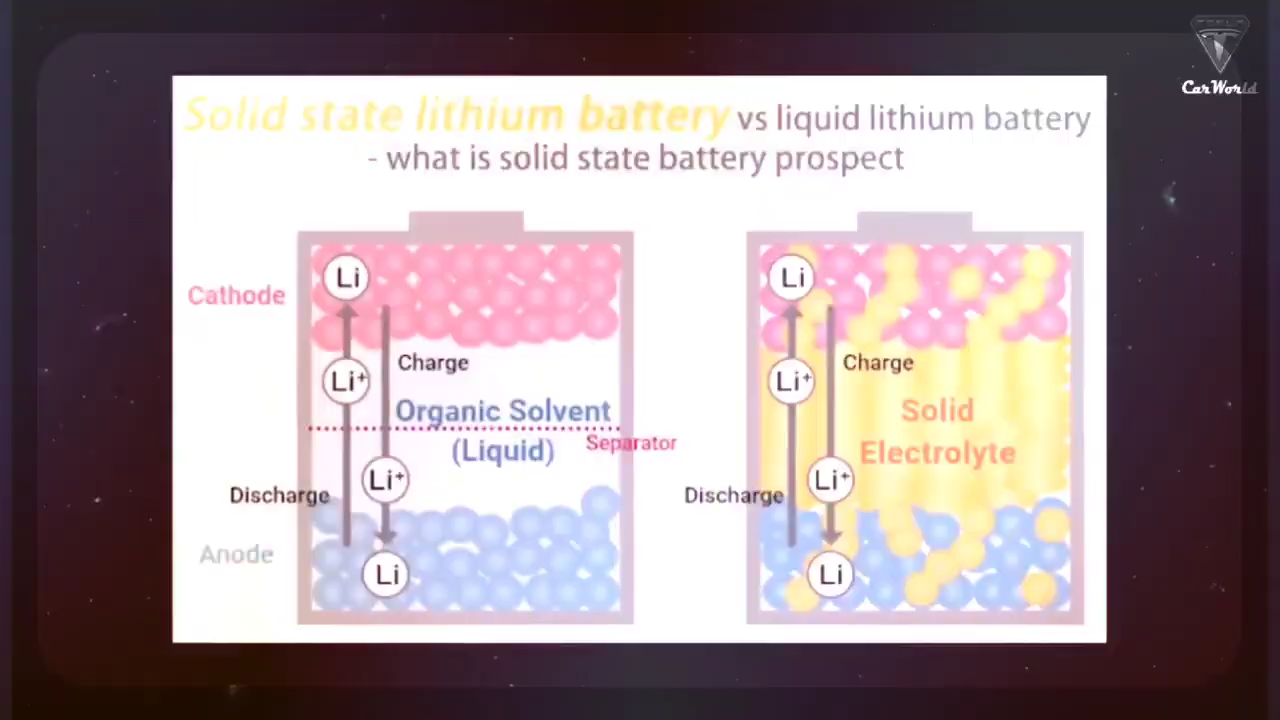 TESLA
CarWorld
Solid state lithium battery vs liquid lithium battery
- what is solid state battery prospect
Li
Li
Cathode
Charge
Charge
Li⁺
Li⁺
Organic Solvent
Solid
Separator
(Liquid)
Electrolyte
Li⁺
Li⁺
Discharge
Discharge
Anode
Li
Li